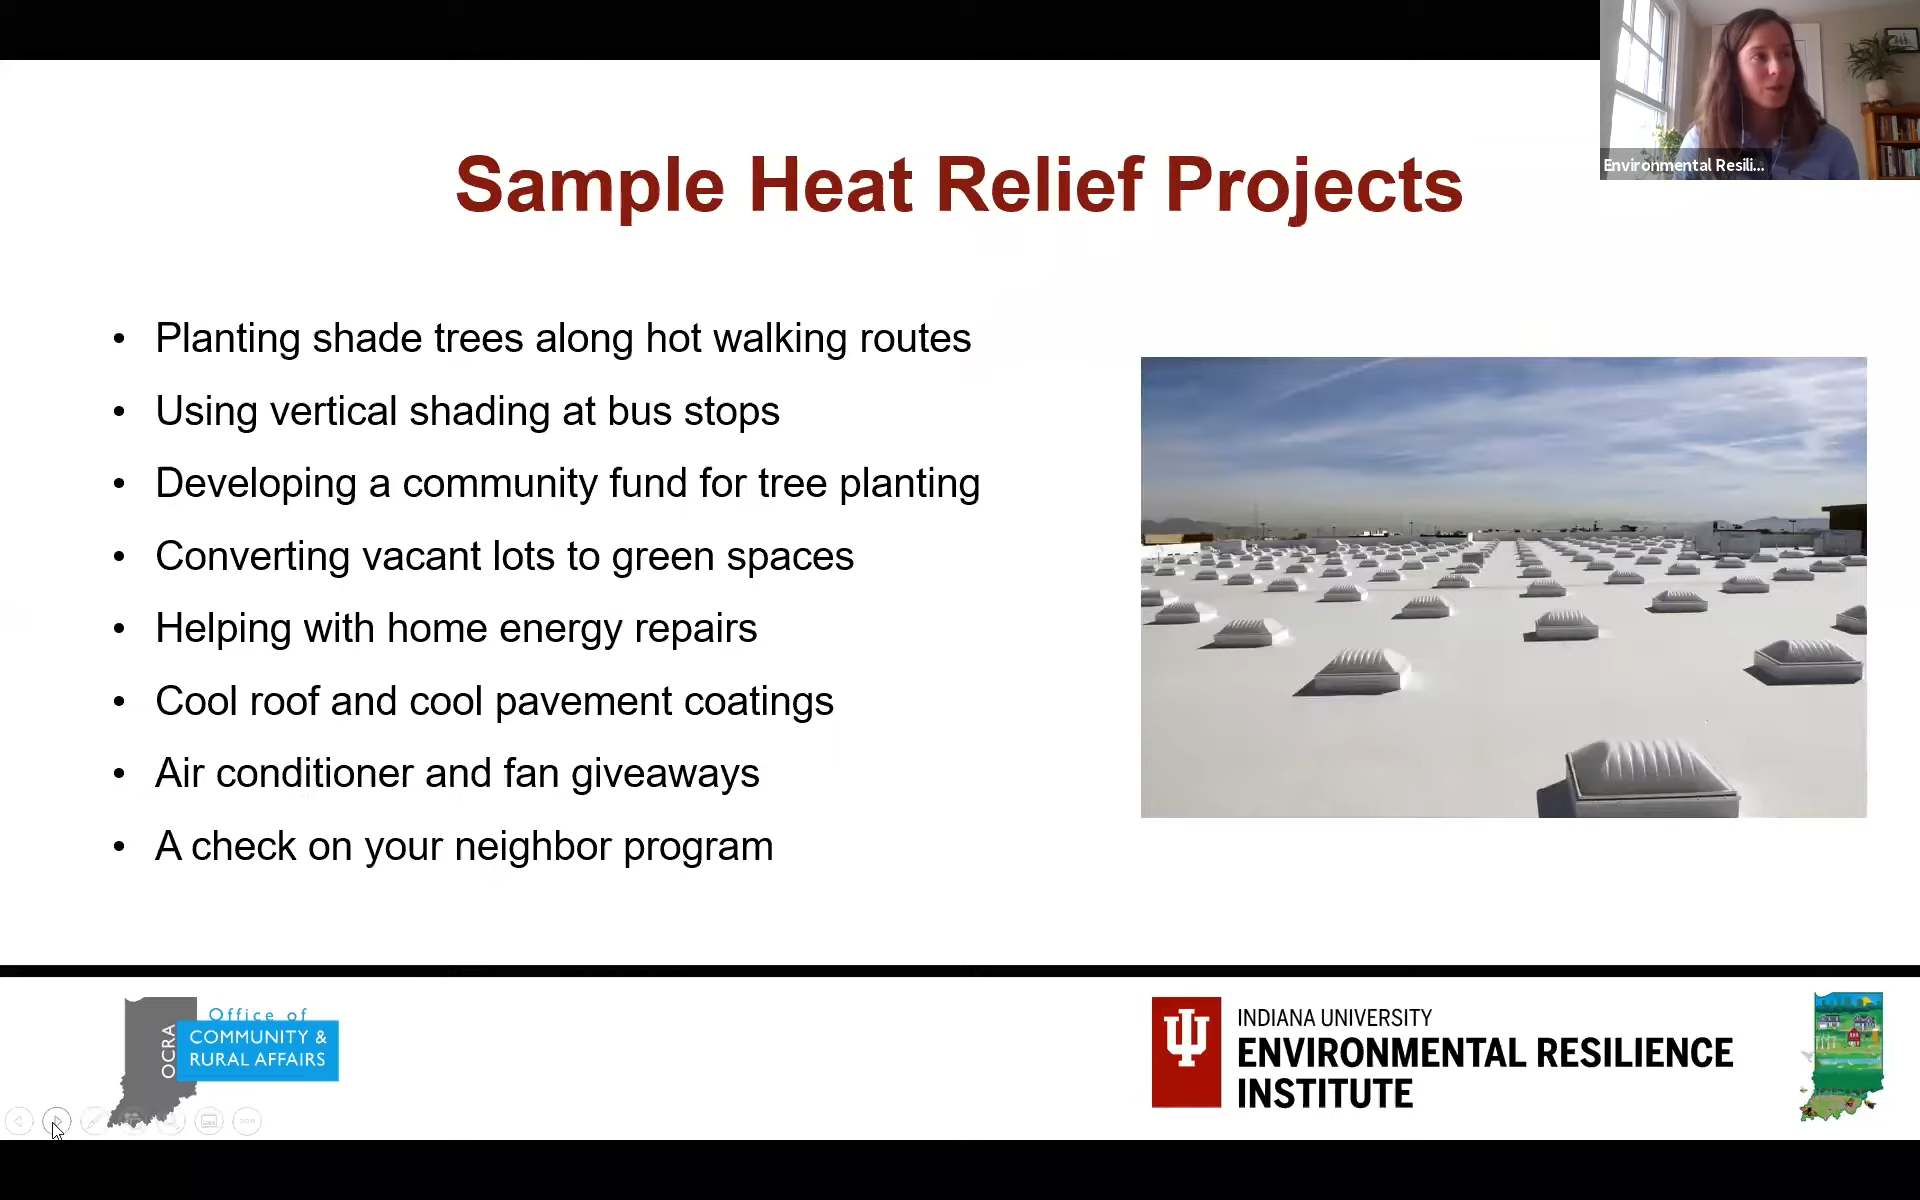 Environmental Resili...
Sample Heat Relief Projects
• Planting shade trees along hot walking routes
• Using vertical shading at bus stops
• Developing a community fund for tree planting
• Converting vacant lots to green spaces
• Helping with home energy repairs
• Cool roof and cool pavement coatings
• Air conditioner and fan giveaways
• A check on your neighbor program
OCRA
Office of
COMMUNITY &
RURAL AFFAIRS
INDIANA UNIVERSITY
ENVIRONMENTAL RESILIENCE
INSTITUTE